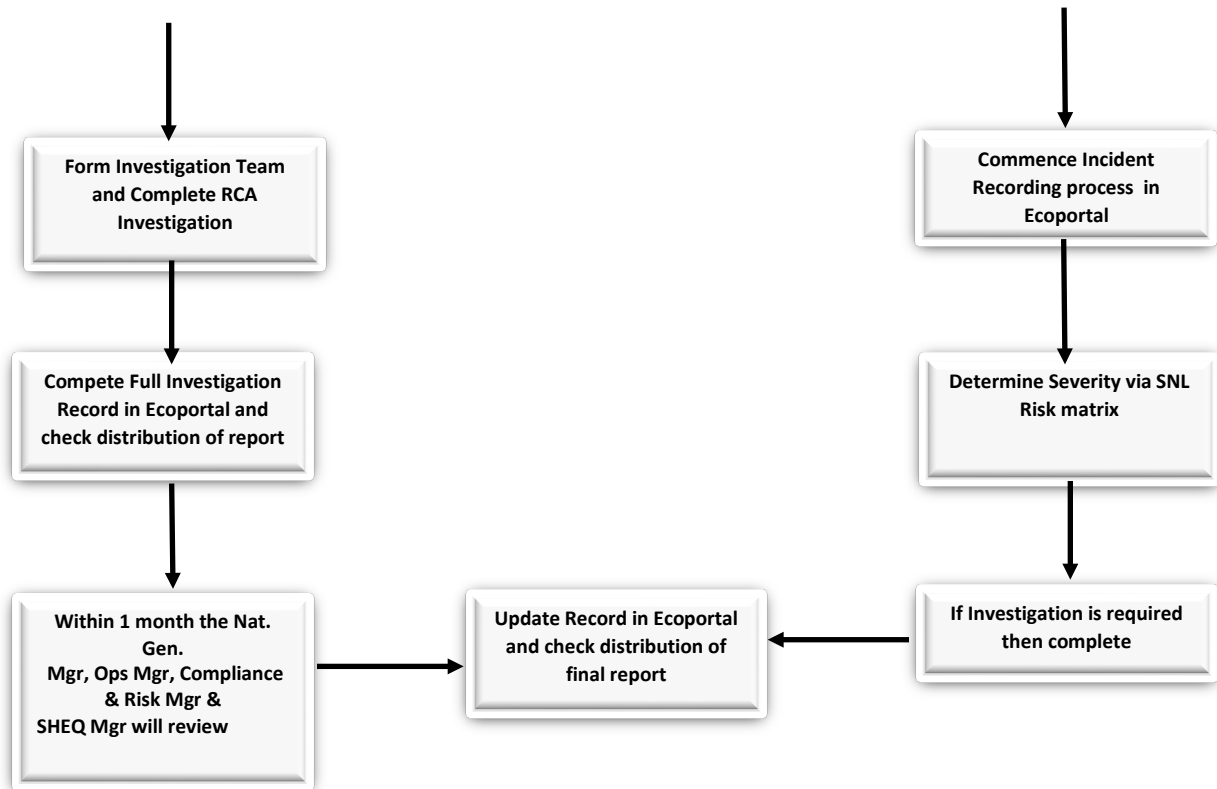 Form Investigation Team
and Complete RCA
Investigation
Commence Incident
Recording process in
Ecoportal
Compete Full Investigation
Record in Ecoportal and
check distribution of report
Determine Severity via SNL
Risk matrix
Within 1 month the Nat.
Gen.
Mgr, Ops Mgr, Compliance
& Risk Mgr &
SHEQ Mgr will review
Update Record in Ecoportal
and check distribution of
final report
If Investigation is required
then complete